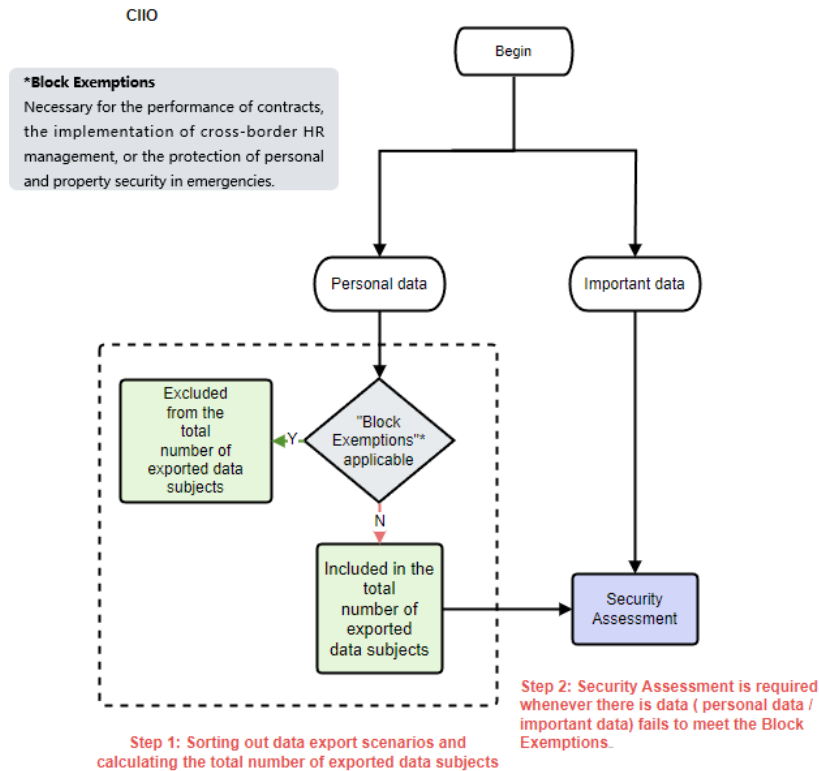 CIIO
Begin
*Block Exemptions
Necessary for the performance of contracts,
the implementation of cross-border HR
management, or the protection of personal
and property security in emergencies.
Personal data
Important data
Excluded
from the
total
number of
exported data
subjects
Y
"Block
Exemptions"*
applicable
N
Included in the
total
number of
exported
data subjects
Security
Assessment
Step 2: Security Assessment is required
whenever there is data ( personal data /
important data) fails to meet the Block
Exemptions.
Step 1: Sorting out data export scenarios and
calculating the total number of exported data subjects